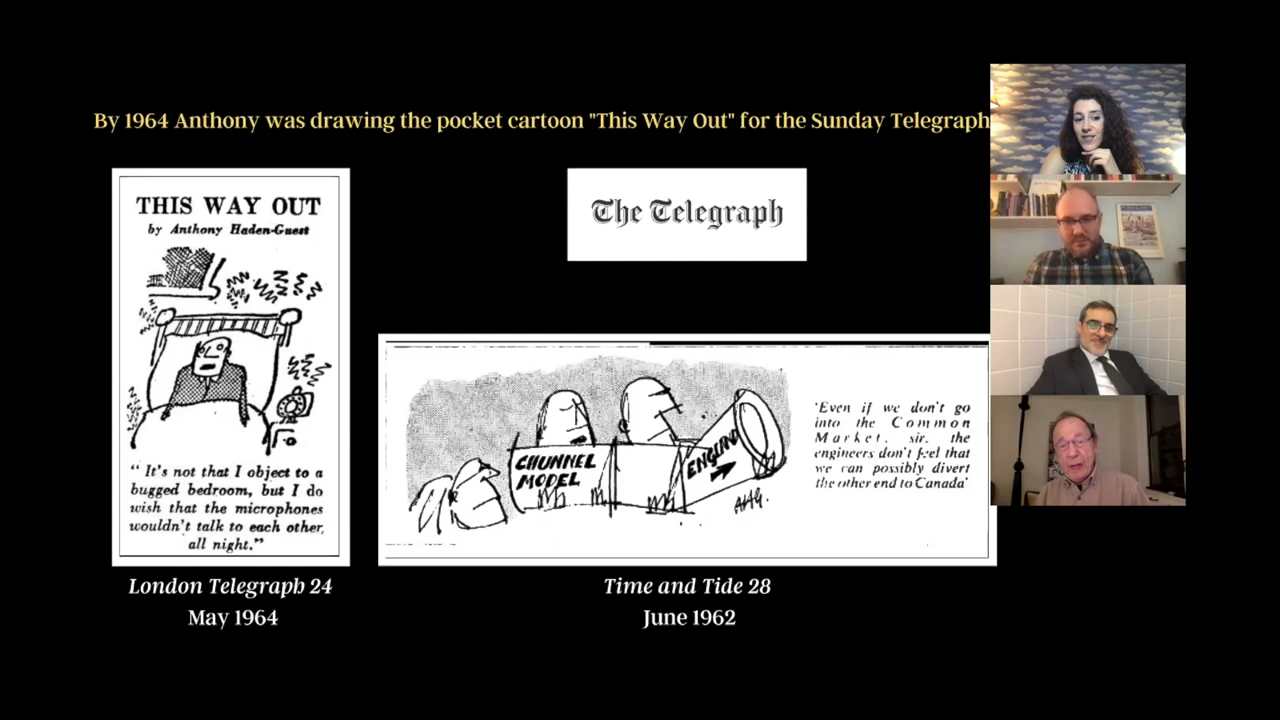 By 1964 Anthony was drawing the pocket cartoon "This Way Out" for the Sunday Telegraph
THIS WAY OUT
by Anthony Haden-Guest
“It's not that I object to a
bugged bedroom, but I do
wish that the microphones
wouldn't talk to each other,
all night.”
London Telegraph 24
May 1964
The Telegraph
CHUNNEL
MODEL
ENGLAND
AHG.
'Even if we don't go
into the Common
Market, sir, the
engineers don't feel that
we can possibly divert
the other end to Canada'
Time and Tide 28
June 1962